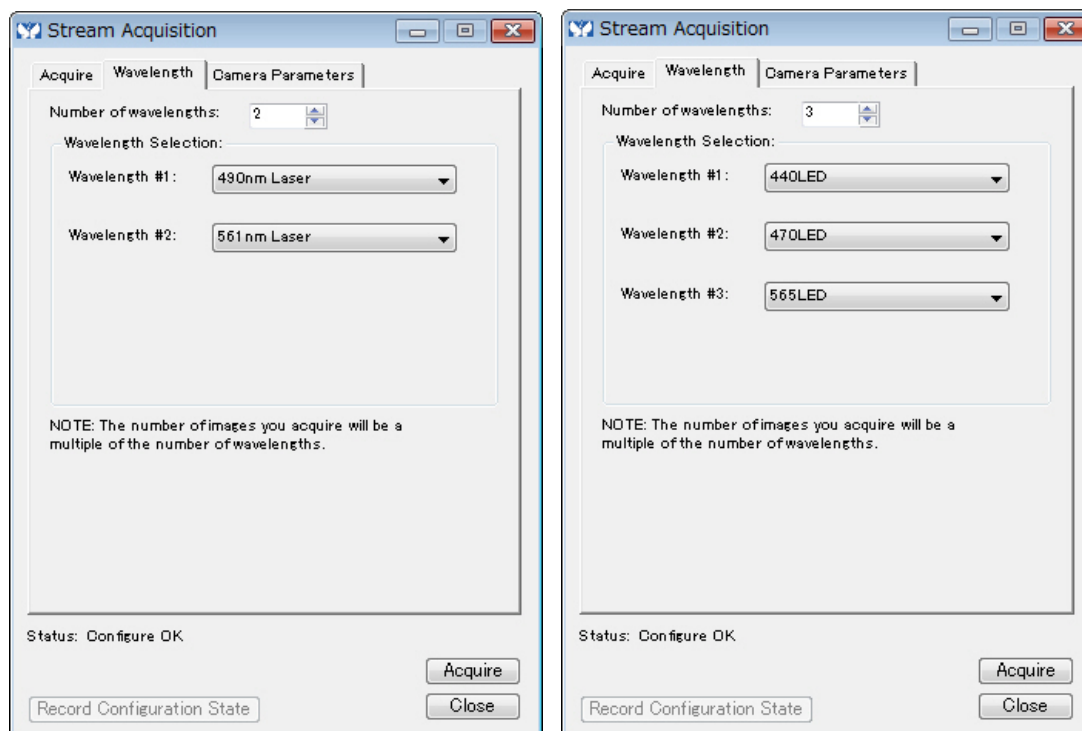 Stream Acquisition
Acquire Wavelength Camera Parameters
Number of wavelengths: 2
Wavelength Selection:
Wavelength #1: 490nm Laser
Wavelength #2: 561nm Laser
NOTE: The number of images you acquire will be a
multiple of the number of wavelengths.
Status: Configure OK
Acquire
Record Configuration State Close
Stream Acquisition
Acquire Wavelength Camera Parameters
Number of wavelengths: 3
Wavelength Selection:
Wavelength #1: 440LED
Wavelength #2: 470LED
Wavelength #3: 565LED
NOTE: The number of images you acquire will be a
multiple of the number of wavelengths.
Status: Configure OK
Acquire
Record Configuration State Close